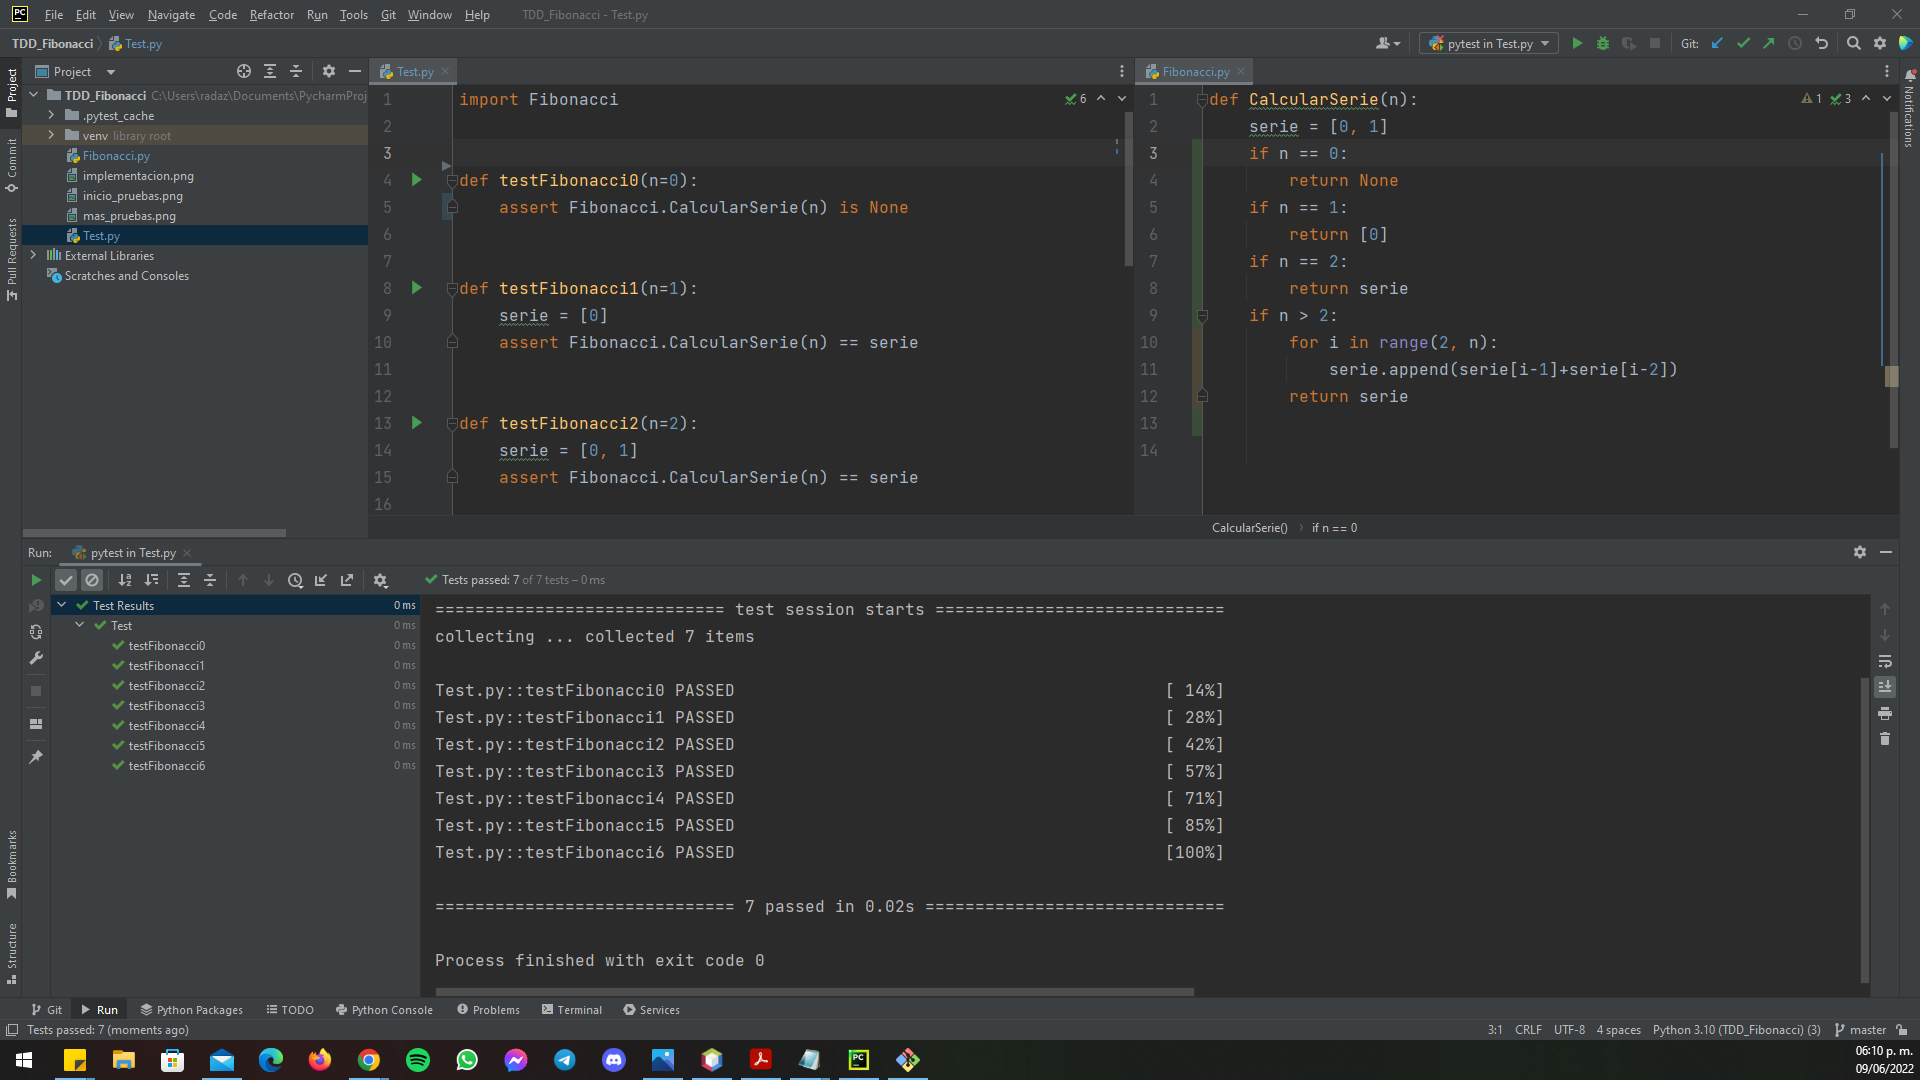 File Edit View Navigate Code Refactor Run Tools Git Window Help TDD_Fibonacci - Test.py
TDD_Fibonacci Test.py
pytest in Test.py
Git:
Project
Test.py
Fibonacci.py
TDD_Fibonacci C:\Users\radaz\Documents\PycharmProj
.pytest_cache
venv library root
Fibonacci.py
implementacion.png
inicio_pruebas.png
mas_pruebas.png
Test.py
External Libraries
Scratches and Consoles
Project
Commit
Pull Requests
Bookmarks
Structure
Notifications
6
1 import Fibonacci
2
3
4 def testFibonacci0(n=0):
5 assert Fibonacci.CalcularSerie(n) is None
6
7
8 def testFibonacci1(n=1):
9 serie = [0]
10 assert Fibonacci.CalcularSerie(n) == serie
11
12
13 def testFibonacci2(n=2):
14 serie = [0, 1]
15 assert Fibonacci.CalcularSerie(n) == serie
16
1 3
1 def CalcularSerie(n):
2 serie = [0, 1]
3 if n == 0:
4 return None
5 if n == 1:
6 return [0]
7 if n == 2:
8 return serie
9 if n > 2:
10 for i in range(2, n):
11 serie.append(serie[i-1]+serie[i-2])
12 return serie
13
14
CalcularSerie() if n == 0
Run: pytest in Test.py
Tests passed: 7 of 7 tests – 0 ms
Test Results 0 ms
Test 0 ms
testFibonacci0 0 ms
testFibonacci1 0 ms
testFibonacci2 0 ms
testFibonacci3 0 ms
testFibonacci4 0 ms
testFibonacci5 0 ms
testFibonacci6 0 ms
============================= test session starts =============================
collecting ... collected 7 items
Test.py::testFibonacci0 PASSED [ 14%]
Test.py::testFibonacci1 PASSED [ 28%]
Test.py::testFibonacci2 PASSED [ 42%]
Test.py::testFibonacci3 PASSED [ 57%]
Test.py::testFibonacci4 PASSED [ 71%]
Test.py::testFibonacci5 PASSED [ 85%]
Test.py::testFibonacci6 PASSED [100%]
============================== 7 passed in 0.02s ==============================
Process finished with exit code 0
Git Run Python Packages TODO Python Console Problems Terminal Services
Tests passed: 7 (moments ago)
3:1 CRLF UTF-8 4 spaces Python 3.10 (TDD_Fibonacci) (3) master
06:10 p. m.
09/06/2022